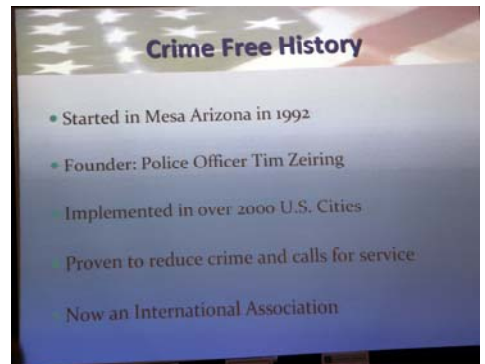 Crime Free History
• Started in Mesa Arizona in 1992
• Founder: Police Officer Tim Zeiring
• Implemented in over 2000 U.S. Cities
• Proven to reduce crime and calls for service
• Now an International Association